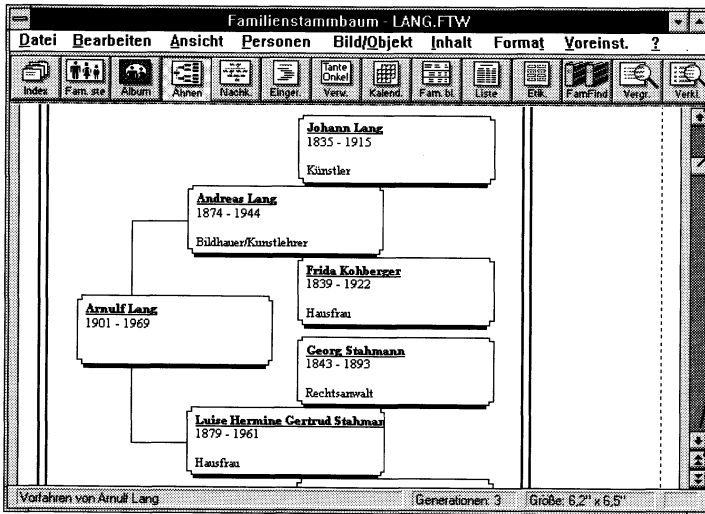 Familienstammbaum - LANG.FTW
Datei Bearbeiten Ansicht Personen Bild/Objekt Inhalt Format Voreinst. ?
Tante
Onkel
Index Fam. ste Album Ahnen Nachk. Einger. Verw. Kalend. Fam. bl. Liste Etik. FamFind Vergr. Verkl.
Johann Lang
1835 - 1915
Künstler
Andreas Lang
1874 - 1944
Bildhauer/Kunstlehrer
Frida Kohberger
1839 - 1922
Hausfrau
Arnulf Lang
1901 - 1969
Georg Stahmann
1843 - 1893
Rechtsanwalt
Luise Hermine Gertrud Stahman
1879 - 1961
Hausfrau
Vorfahren von Arnulf Lang Generationen: 3 Größe: 6,2" x 6,5"